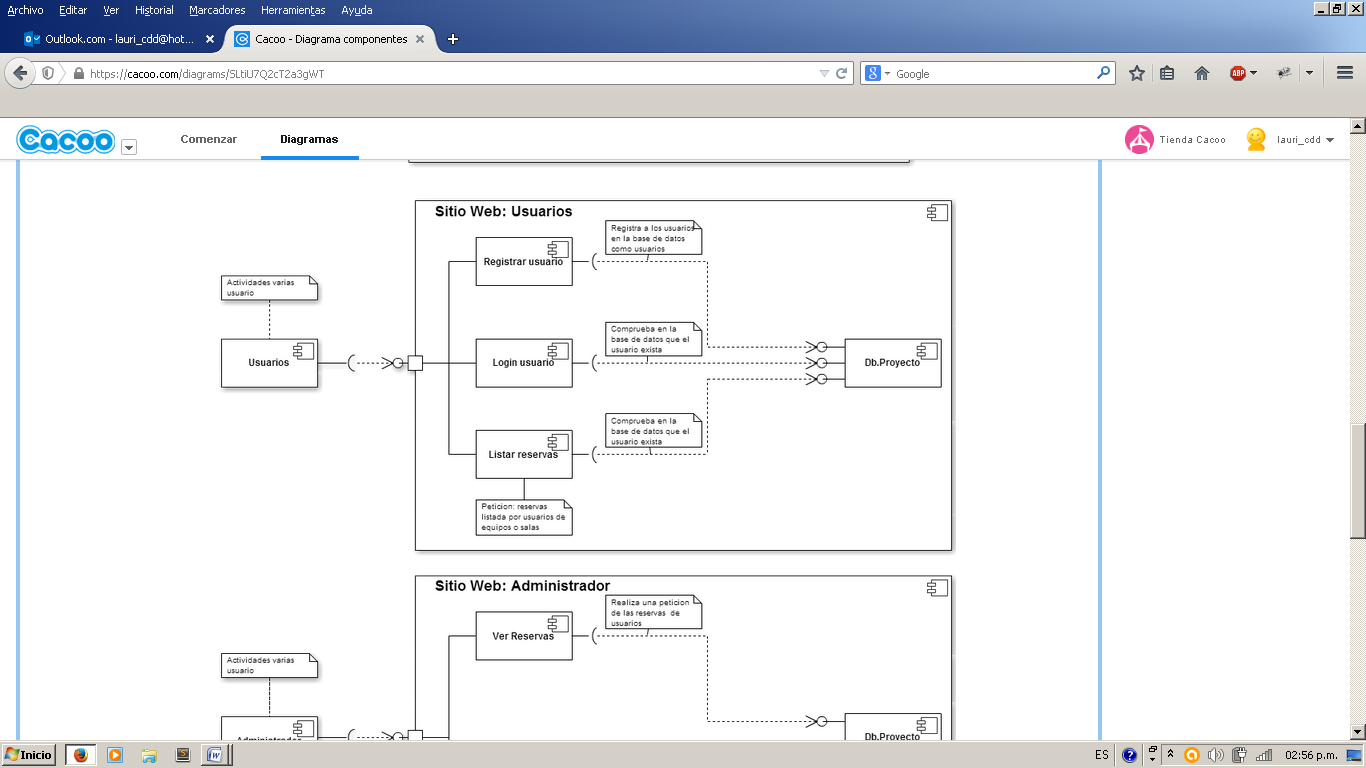 Archivo Editar Ver Historial Marcadores Herramientas Ayuda
Outlook.com - lauri_cdd@hot...
Cacoo - Diagrama componentes
https://cacoo.com/diagrams/5LtiU7Q2cT2a3gWT
Google
ABP
Cacoo
Comenzar
Diagramas
Tienda Cacoo
lauri_cdd
Sitio Web: Usuarios
Registra a los usuarios
en la base de datos
como usuarios
Registrar usuario
Actividades varias
usuario
Comprueba en la
base de datos que el
usuario exista
Usuarios
Login usuario
Db.Proyecto
Comprueba en la
base de datos que el
usuario exista
Listar reservas
Peticion: reservas
listada por usuarios de
equipos o salas
Sitio Web: Administrador
Realiza una peticion
de las reservas de
usuarios
Ver Reservas
Actividades varias
usuario
Administrador
Db.Proyecto
Inicio
ES
02:56 p.m.